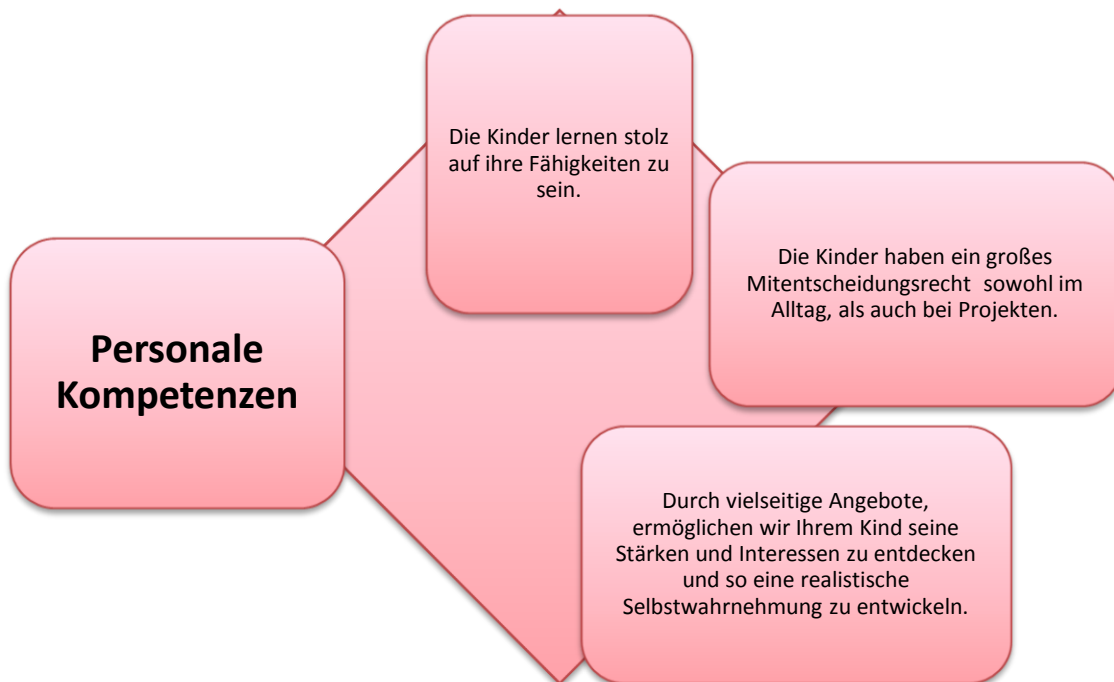 Die Kinder lernen stolz
auf ihre Fähigkeiten zu
sein.
Die Kinder haben ein großes
Mitentscheidungsrecht  sowohl im
Alltag, als auch bei Projekten.
Personale
Kompetenzen
Durch vielseitige Angebote,
ermöglichen wir Ihrem Kind seine
Stärken und Interessen zu entdecken
und so eine realistische
Selbstwahrnehmung zu entwickeln.